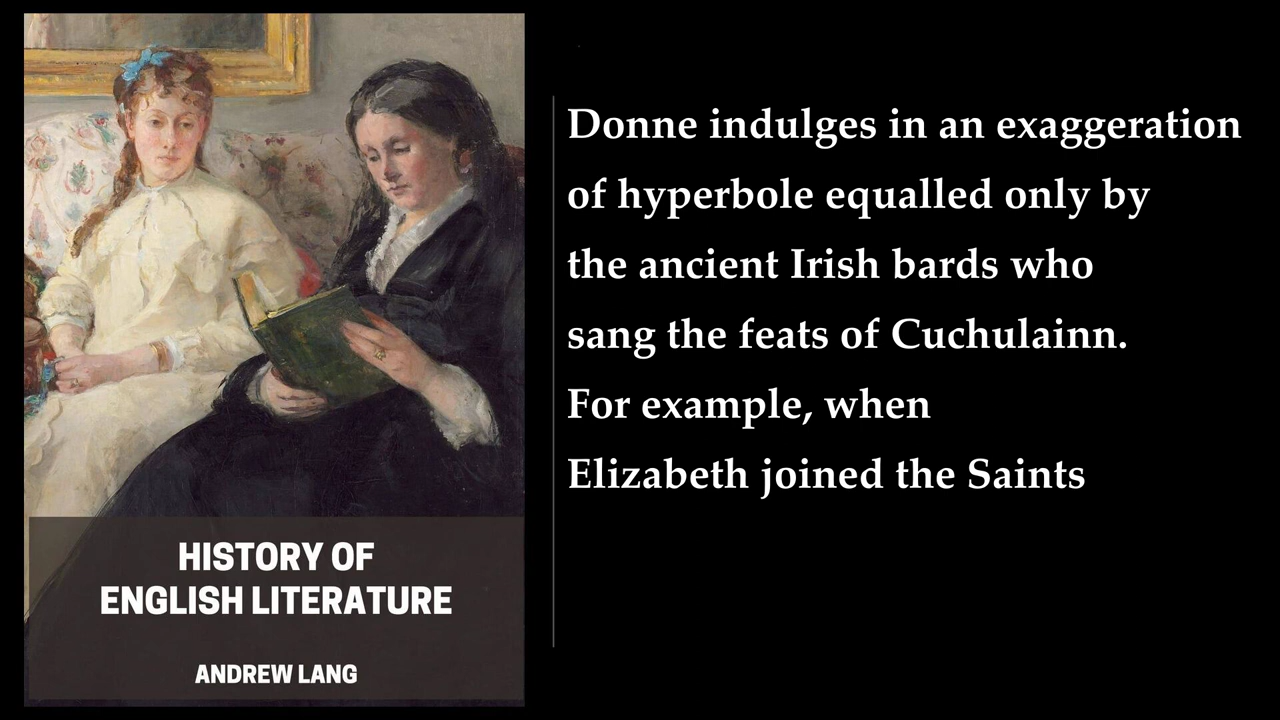 HISTORY OF
ENGLISH LITERATURE
ANDREW LANG
Donne indulges in an exaggeration
of hyperbole equalled only by
the ancient Irish bards who
sang the feats of Cuchulainn.
For example, when
Elizabeth joined the Saints